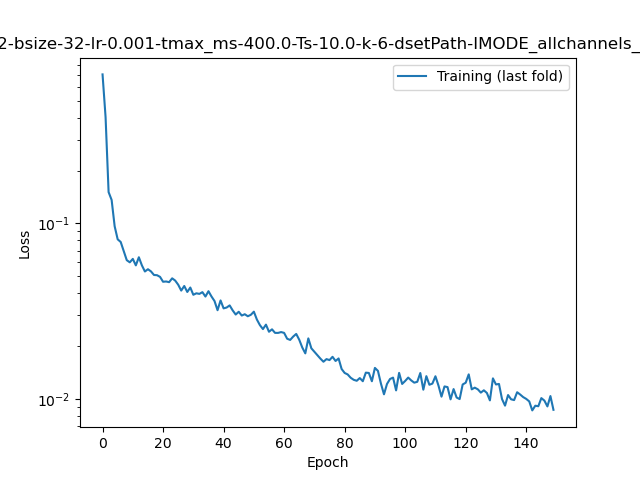 2-bsize-32-lr-0.001-tmax_ms-400.0-Ts-10.0-k-6-dsetPath-IMODE_allchannels_
Training (last fold)
Loss
10⁻¹
10⁻²
0 20 40 60 80 100 120 140
Epoch